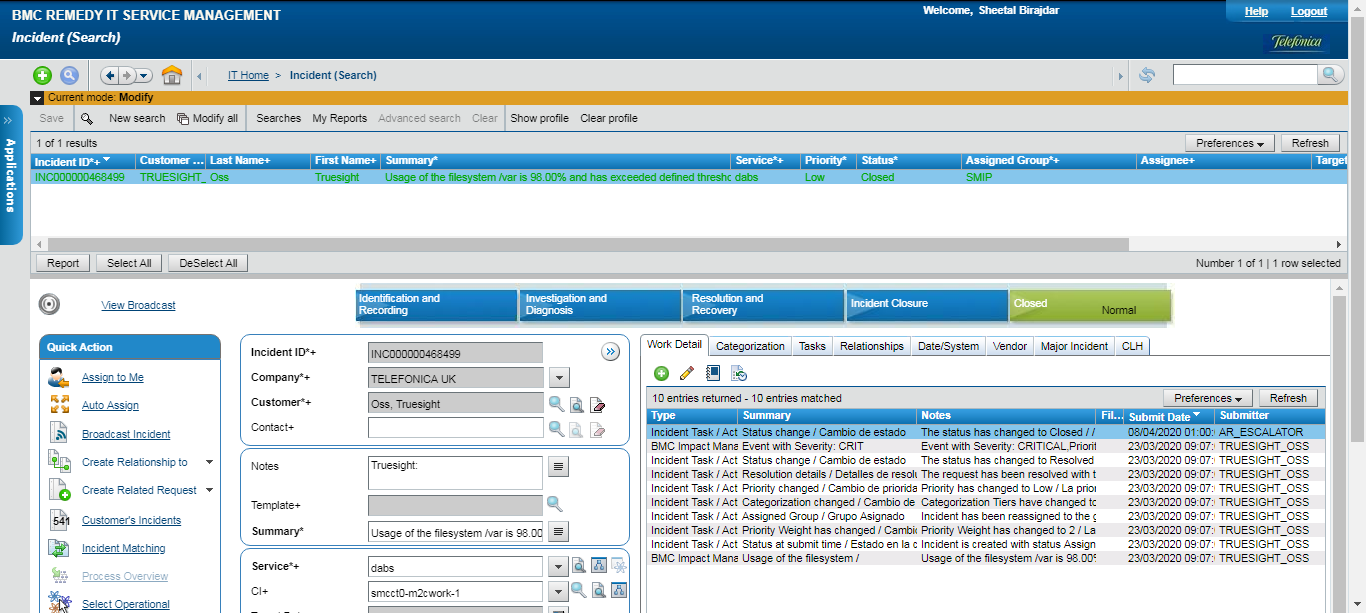 BMC REMEDY IT SERVICE MANAGEMENT
Welcome, Sheetal Birajdar
Help Logout
Incident (Search)
Telefónica
IT Home > Incident (Search)
Current mode: Modify
Save New search Modify all Searches My Reports Advanced search Clear Show profile Clear profile
Applications
1 of 1 results
Preferences Refresh
Incident ID*+ Customer ... Last Name+ First Name+ Summary* Service*+ Priority* Status* Assigned Group*+ Assignee+ Target
INC000000468499 TRUESIGHT_ Oss Truesight Usage of the filesystem /var is 98.00% and has exceeded defined thresho dabs Low Closed SMIP
Report Select All DeSelect All
Number 1 of 1 | 1 row selected
View Broadcast
Identification and Recording
Investigation and Diagnosis
Resolution and Recovery
Incident Closure
Closed
Normal
Quick Action
Assign to Me
Auto Assign
Broadcast Incident
Create Relationship to
Create Related Request
541 Customer's Incidents
Incident Matching
Process Overview
Select Operational
Incident ID*+ INC000000468499
Company*+ TELEFONICA UK
Customer*+ Oss, Truesight
Contact+
Notes Truesight:
Template+
Summary* Usage of the filesystem /var is 98.00
Service*+ dabs
CI+ smcct0-m2cwork-1
Work Detail Categorization Tasks Relationships Date/System Vendor Major Incident CLH
10 entries returned - 10 entries matched
Preferences Refresh
Type Summary Notes Fil... Submit Date Submitter
Incident Task / Act Status change / Cambio de estado The status has changed to Closed / / 08/04/2020 01:00: AR_ESCALATOR
BMC Impact Mana Event with Severity: CRIT Event with Severity: CRITICAL,Priorit 23/03/2020 09:07: TRUESIGHT_OSS
Incident Task / Act Status change / Cambio de estado The status has changed to Resolved 23/03/2020 09:07: TRUESIGHT_OSS
Incident Task / Act Resolution details / Detalles de resolu The request has been resolved with t 23/03/2020 09:07: TRUESIGHT_OSS
Incident Task / Act Priority changed / Cambio de priorida Priority has changed to Low / La prior 23/03/2020 09:07: TRUESIGHT_OSS
Incident Task / Act Categorization changed / Cambio de Categorization Tiers have changed to 23/03/2020 09:07: TRUESIGHT_OSS
Incident Task / Act Assigned Group / Grupo Asignado Incident has been reassigned to the g 23/03/2020 09:07: TRUESIGHT_OSS
Incident Task / Act Priority Weight has changed / Cambio Priority Weight has changed to 2 / La 23/03/2020 09:07: TRUESIGHT_OSS
Incident Task / Act Status at submit time / Estado en la c Incident is created with status Assign 23/03/2020 09:07: TRUESIGHT_OSS
BMC Impact Mana Usage of the filesystem / Usage of the filesystem /var is 98.00% 23/03/2020 09:07: TRUESIGHT_OSS